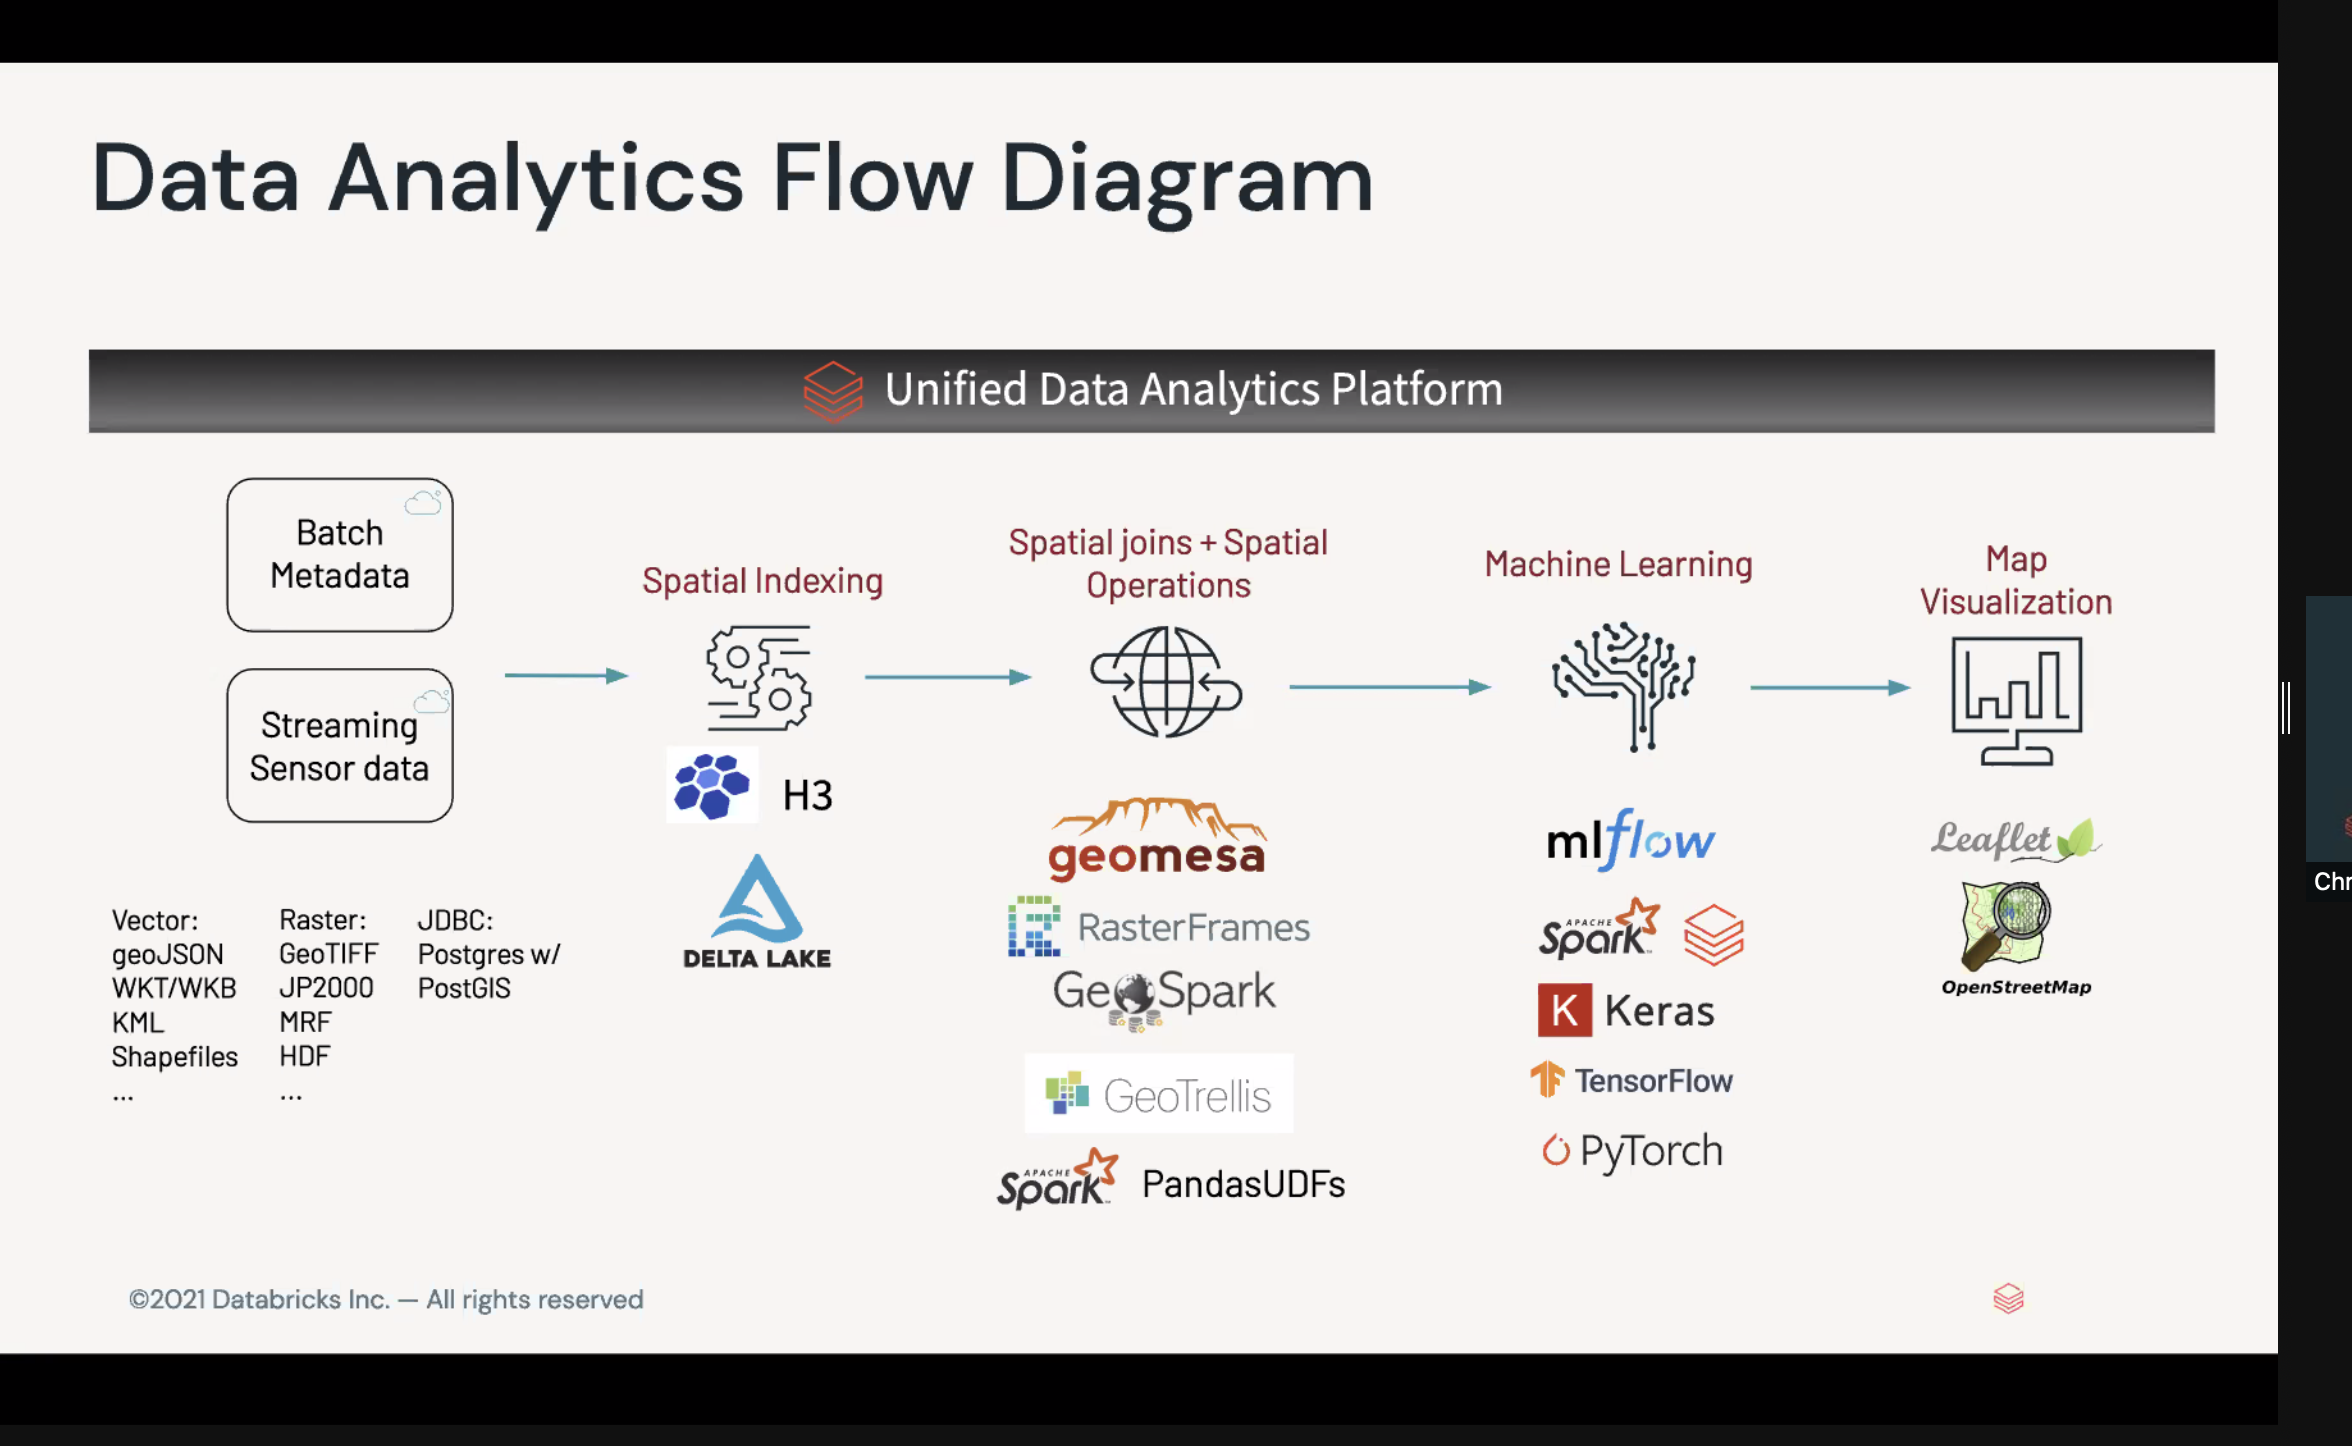 Data Analytics Flow Diagram
Unified Data Analytics Platform
Batch
Metadata
Streaming
Sensor data
Vector:
geoJSON
WKT/WKB
KML
Shapefiles
...
Raster:
GeoTIFF
JP2000
MRF
HDF
...
JDBC:
Postgres w/
PostGIS
Spatial Indexing
H3
DELTA LAKE
Spatial joins + Spatial
Operations
geomesa
RasterFrames
GeoSpark
GeoTrellis
APACHE
Spark
PandasUDFs
Machine Learning
mlflow
APACHE
Spark
Keras
TensorFlow
PyTorch
Map
Visualization
Leaflet
OpenStreetMap
©2021 Databricks Inc. — All rights reserved
Chr